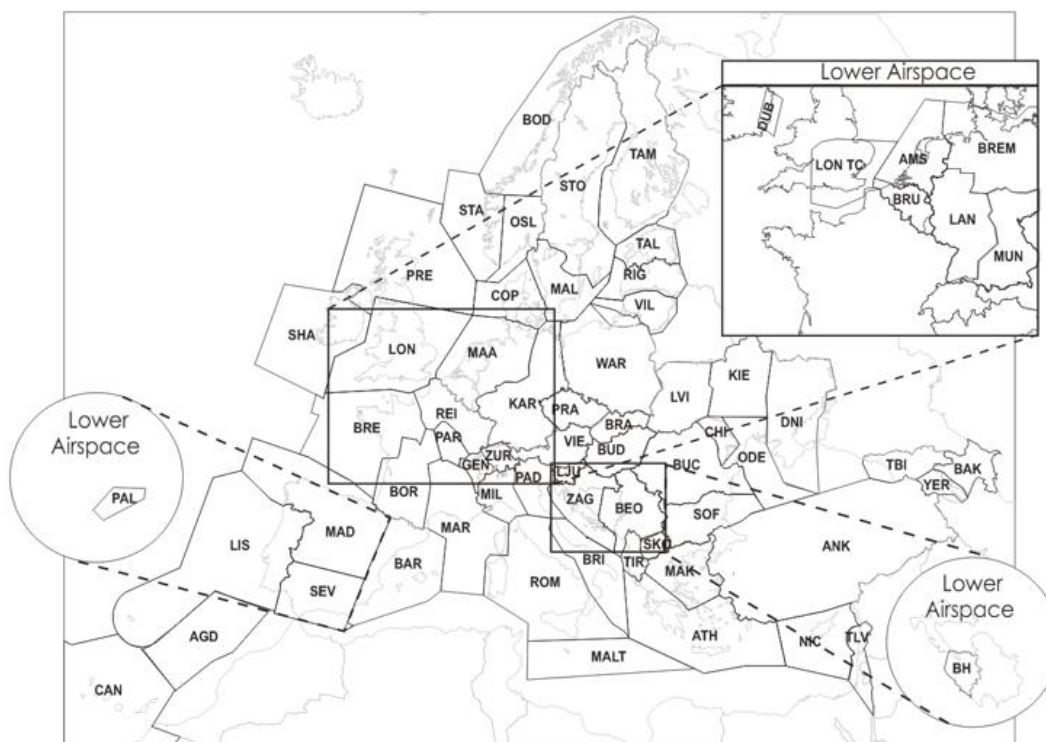 Lower Airspace
DUB
LON TC
AMS
BREM
BRU
LAN
MUN
BOD
TAM
STO
STA
OSL
TAL
PRE
RIG
COP
MAL
VIL
SHA
LON
MAA
WAR
KIE
LVI
KAR
PRA
REI
BRE
BRA
DNI
PAR
VIE
CHI
ZUR
BUD
ODE
GEN
LJU
BUC
TBI
BAK
PAD
YER
BOR
MIL
ZAG
BEO
SOF
Lower
Airspace
PAL
LIS
MAD
MAR
SKO
ANK
BAR
BRI
TIR
MAK
ROM
SEV
AGD
ATH
NIC
TLV
MALT
CAN
Lower
Airspace
BH